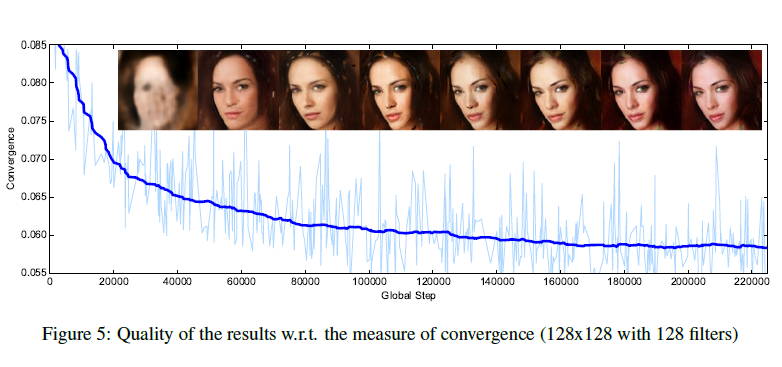 0.085
0.080
0.075
0.070
0.065
0.060
0.055
Convergence
0 20000 40000 60000 80000 100000 120000 140000 160000 180000 200000 220000
Global Step
Figure 5: Quality of the results w.r.t. the measure of convergence (128x128 with 128 filters)